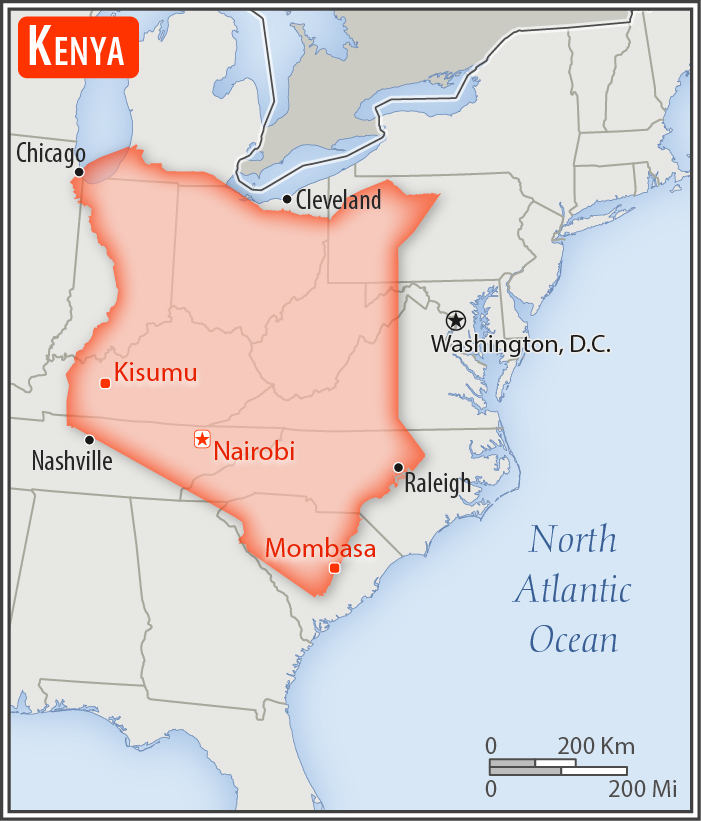 KENYA
Chicago
Cleveland
Washington, D.C.
Kisumu
Nairobi
Nashville
Raleigh
Mombasa
North
Atlantic
Ocean
0 200 Km
0 200 Mi